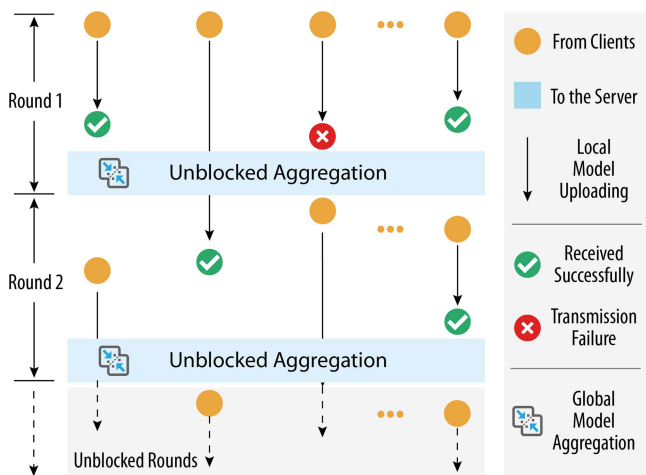 Round 1
Unblocked Aggregation
Round 2
Unblocked Aggregation
Unblocked Rounds
From Clients
To the Server
Local
Model
Uploading
Received
Successfully
Transmission
Failure
Global
Model
Aggregation